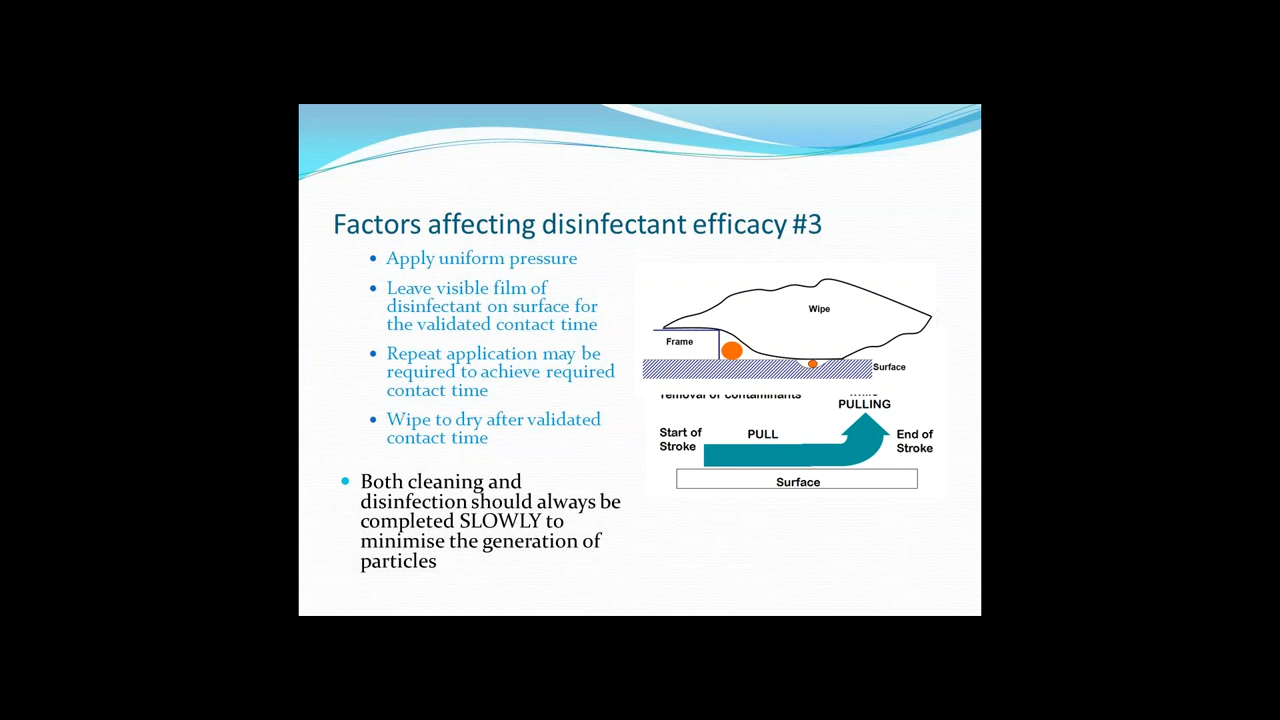 Factors affecting disinfectant efficacy #3
Apply uniform pressure
Leave visible film of
disinfectant on surface for
the validated contact time
Repeat application may be
required to achieve required
contact time
Wipe to dry after validated
contact time
Both cleaning and
disinfection should always be
completed SLOWLY to
minimise the generation of
particles
Wipe
Frame
Surface
removal of contaminants
PULLING
Start of
Stroke
PULL
End of
Stroke
Surface